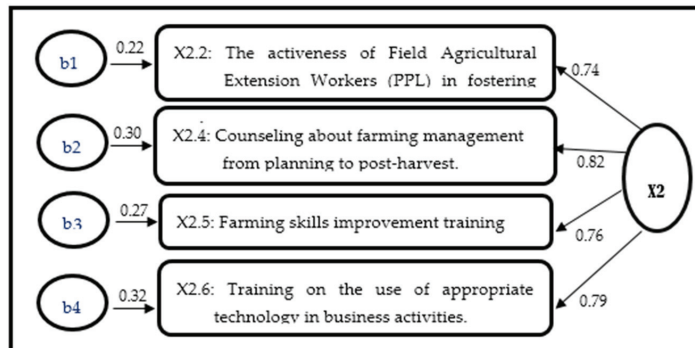 0.22
b1
X2.2: The activeness of Field Agricultural
Extension Workers (PPL) in fostering
0.74
0.30
b2
X2.4: Counseling about farming management
from planning to post-harvest.
0.82
X2
0.27
b3
X2.5: Farming skills improvement training
0.76
0.32
b4
X2.6: Training on the use of appropriate
technology in business activities.
0.79